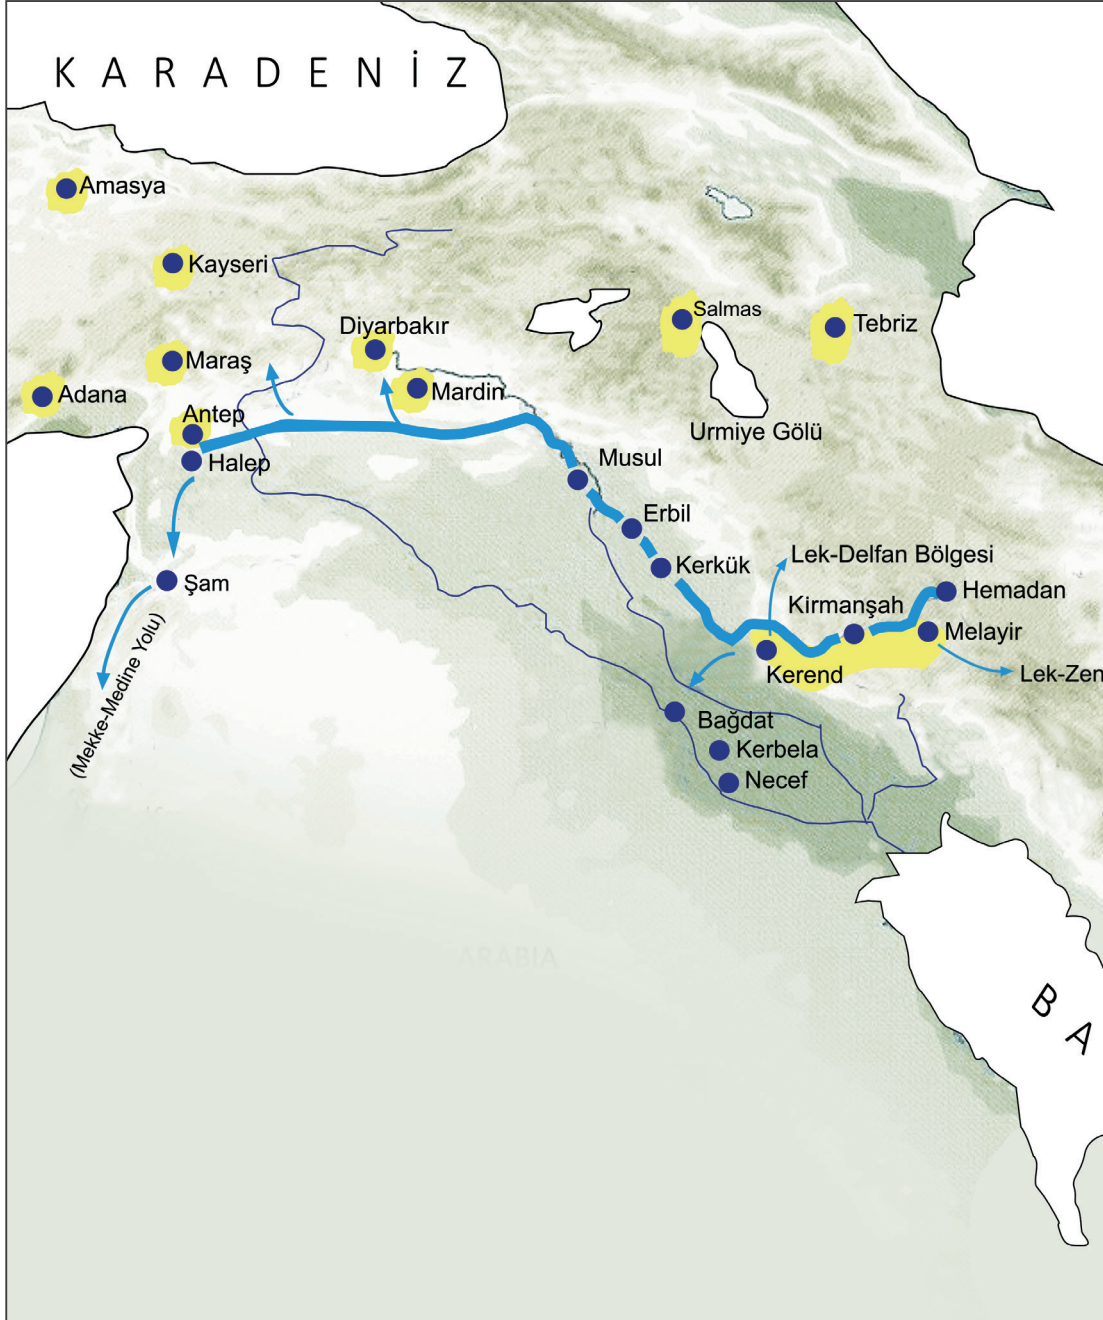 KARADENİZ
Amasya
Kayseri
Diyarbakır
Salmas
Tebriz
Maraş
Adana
Mardin
Antep
Urmiye Gölü
Halep
Musul
Erbil
Lek-Delfan Bölgesi
Kerkük
Şam
Hemadan
Kirmanşah
Melayir
(Mekke-Medine Yolu)
Kerend
Lek-Zen
Bağdat
Kerbela
Necef
ARABIA
BA